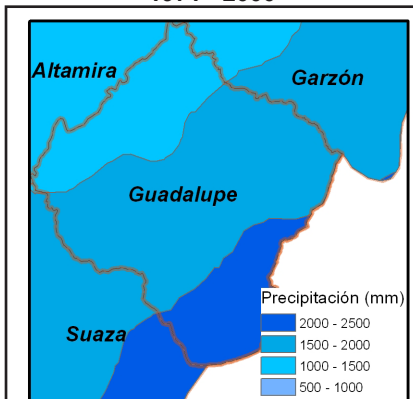 Altamira
Garzón
Guadalupe
Suaza
Precipitación (mm)
2000 - 2500
1500 - 2000
1000 - 1500
500 - 1000